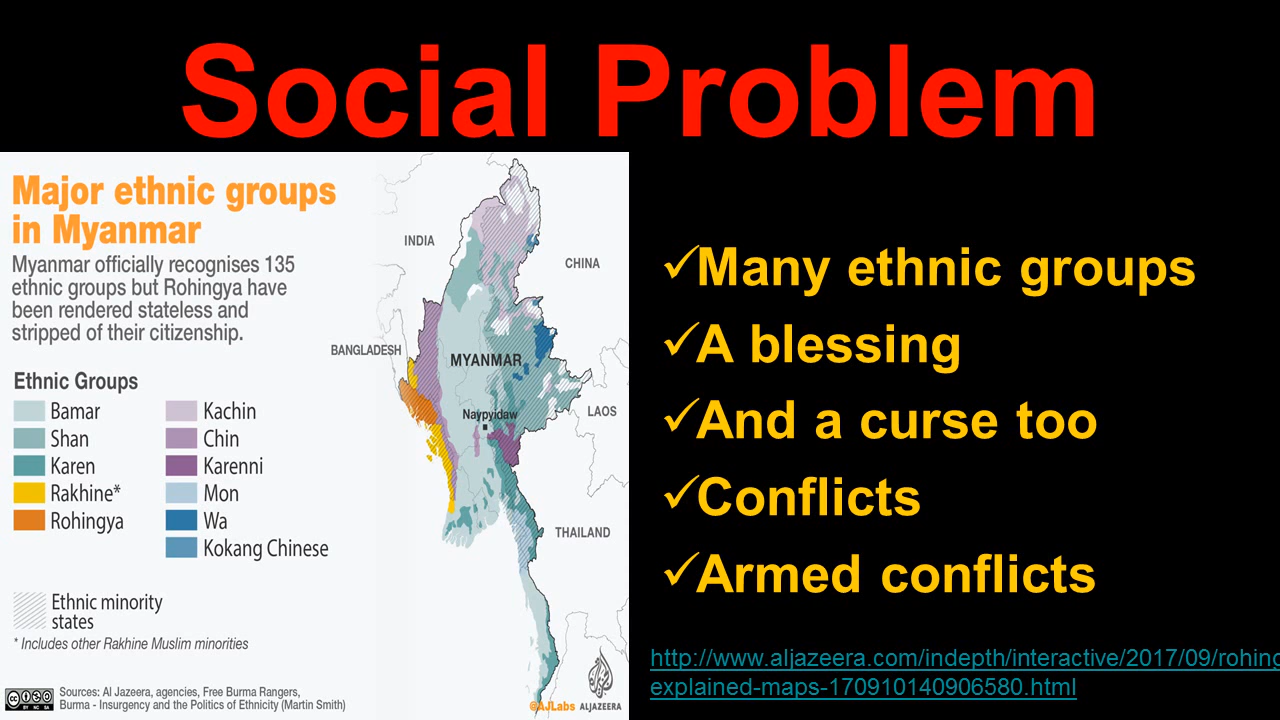 Social Problem
Major ethnic groups
in Myanmar
Myanmar officially recognises 135
ethnic groups but Rohingya have
been rendered stateless and
stripped of their citizenship.
Ethnic Groups
Bamar
Shan
Karen
Rakhine*
Rohingya
Kachin
Chin
Karenni
Mon
Wa
Kokang Chinese
Ethnic minority
states
* Includes other Rakhine Muslim minorities
Sources: Al Jazeera, agencies, Free Burma Rangers,
Burma - Insurgency and the Politics of Ethnicity (Martin Smith)
INDIA
CHINA
BANGLADESH
MYANMAR
Naypyidaw
LAOS
THAILAND
@AJLabs ALJAZEERA
BY NC SA
✓Many ethnic groups
✓A blessing
✓And a curse too
✓Conflicts
✓Armed conflicts
http://www.aljazeera.com/indepth/interactive/2017/09/rohing
explained-maps-170910140906580.html